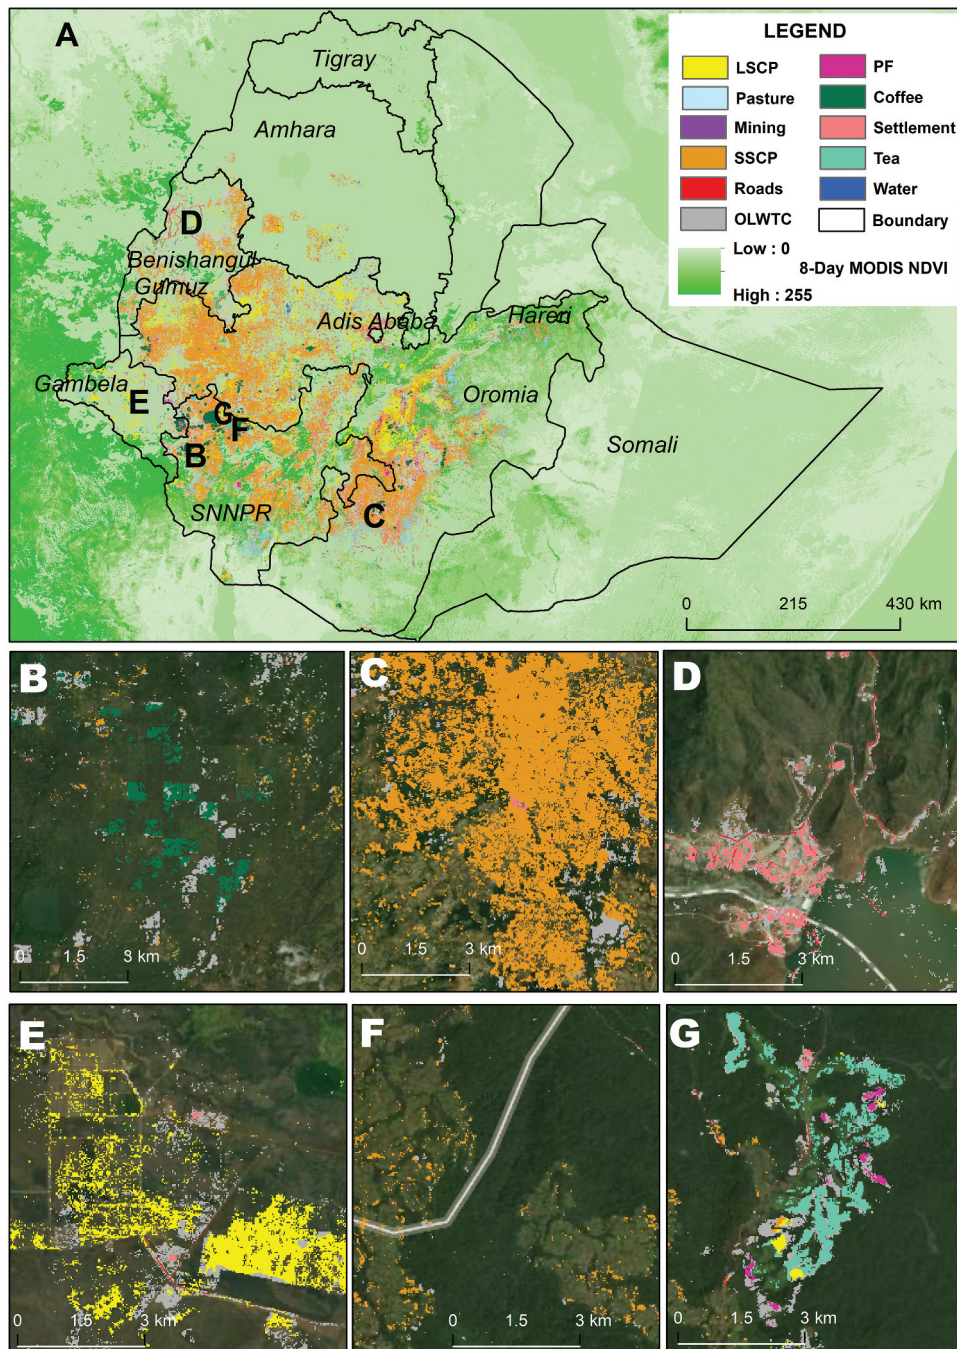 A
Tigray
Amhara
D
Benishangul
Gumuz
Adis Ababa
Hareri
Gambela
E
G
F
B
Oromia
Somali
SNNPR
C
LEGEND
LSCP
PF
Pasture
Coffee
Mining
Settlement
SSCP
Tea
Roads
Water
OLWTC
Boundary
Low : 0
8-Day MODIS NDVI
High : 255
0 215 430 km
B
0 1.5 3 km
C
0 1.5 3 km
D
0 1.5 3 km
E
0 1.5 3 km
F
0 1.5 3 km
G
0 1.5 3 km